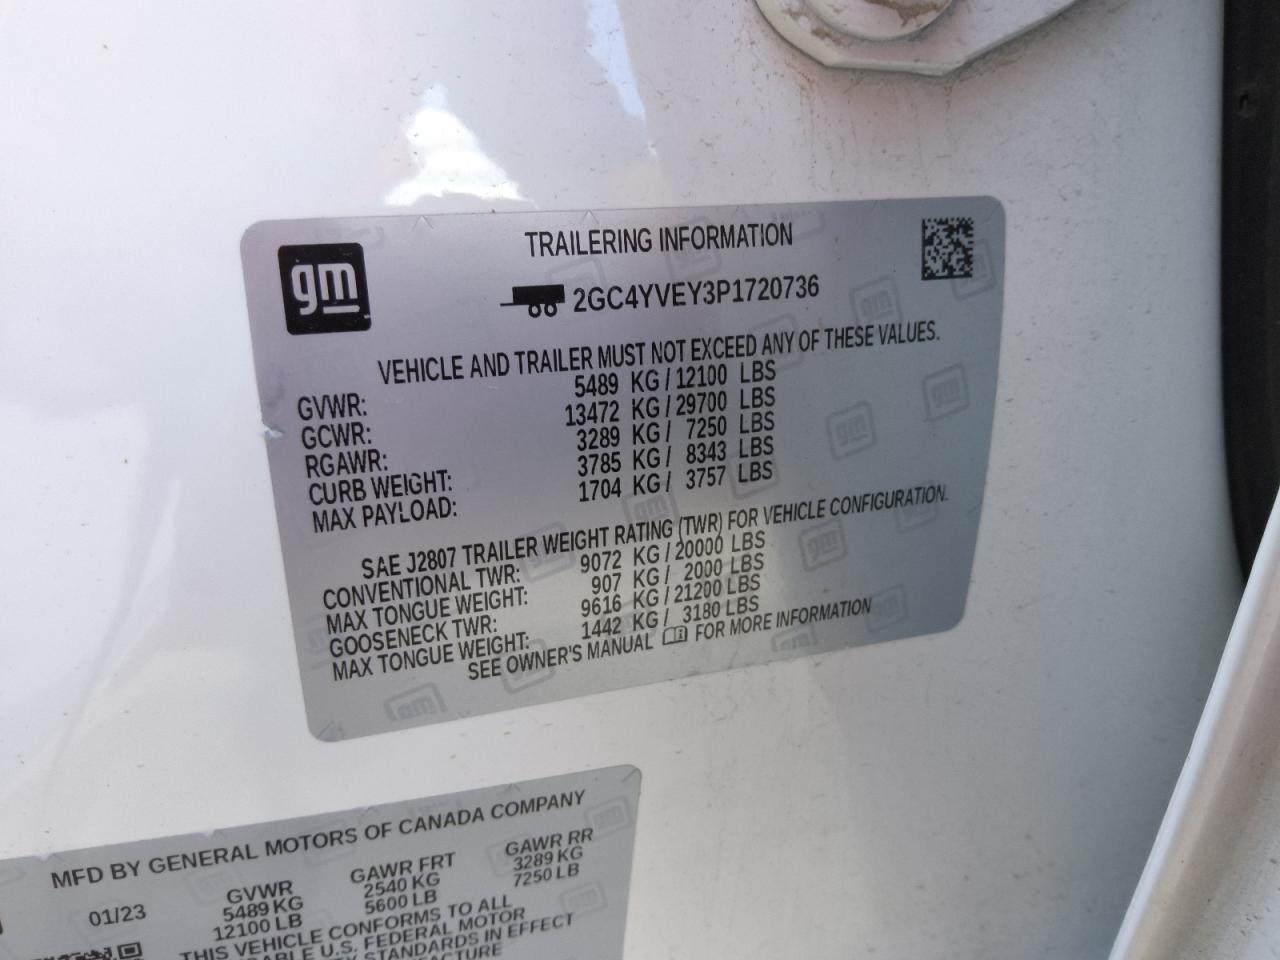 gm
TRAILERING INFORMATION
2GC4YVEY3P1720736
VEHICLE AND TRAILER MUST NOT EXCEED ANY OF THESE VALUES.
GVWR: 5489 KG / 12100 LBS
GCWR: 13472 KG / 29700 LBS
RGAWR: 3289 KG / 7250 LBS
CURB WEIGHT: 3785 KG / 8343 LBS
MAX PAYLOAD: 1704 KG / 3757 LBS
SAE J2807 TRAILER WEIGHT RATING (TWR) FOR VEHICLE CONFIGURATION.
CONVENTIONAL TWR: 9072 KG / 20000 LBS
MAX TONGUE WEIGHT: 907 KG / 2000 LBS
GOOSENECK TWR: 9616 KG / 21200 LBS
MAX TONGUE WEIGHT: 1442 KG / 3180 LBS
SEE OWNER'S MANUAL FOR MORE INFORMATION
MFD BY GENERAL MOTORS OF CANADA COMPANY
GVWR GAWR FRT GAWR RR
01/23 5489 KG 2540 KG 3289 KG
12100 LB 5600 LB 7250 LB
THIS VEHICLE CONFORMS TO ALL
U.S. FEDERAL MOTOR
STANDARDS IN EFFECT